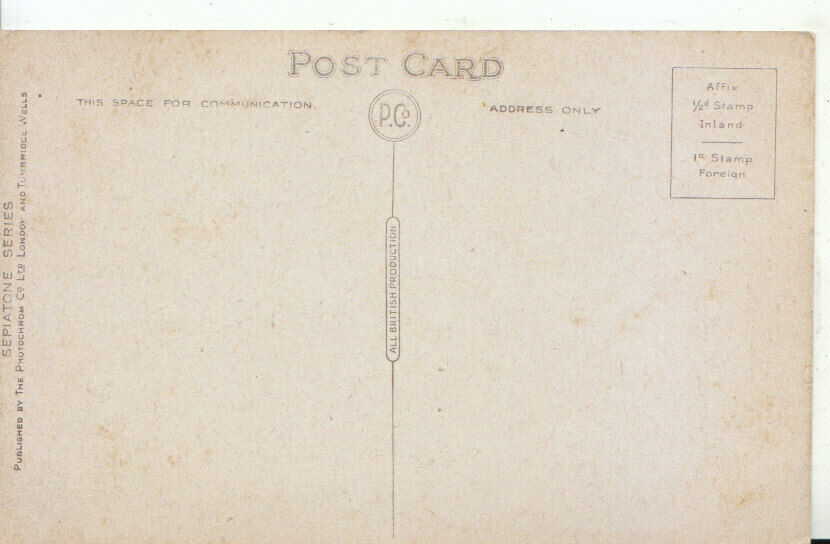 POST CARD
THIS SPACE FOR COMMUNICATION.
P.Co
ADDRESS ONLY
Affix
½d Stamp
Inland
1D Stamp
Foreign
ALL BRITISH PRODUCTION
SEPIATONE SERIES
PUBLISHED BY THE PHOTOCHROM CO LTD LONDON AND TUNBRIDGE WELLS